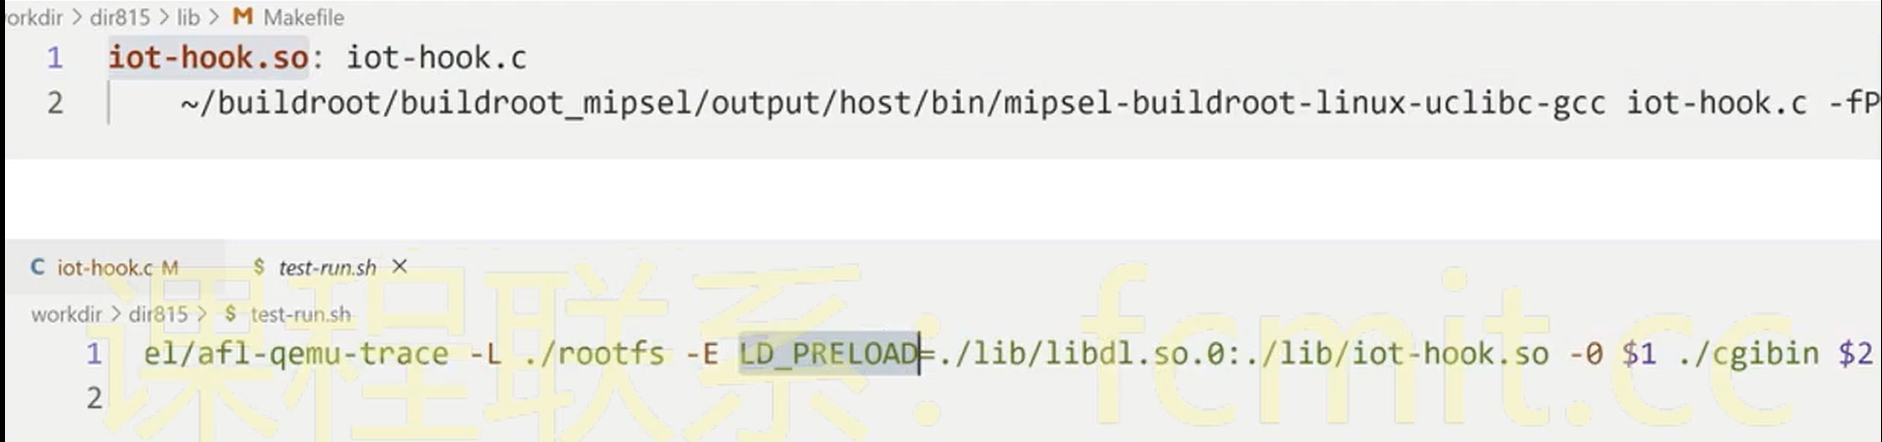 orkdir > dir815 > lib > M Makefile
1 iot-hook.so: iot-hook.c
2 ~/buildroot/buildroot_mipsel/output/host/bin/mipsel-buildroot-linux-uclibc-gcc iot-hook.c -fP
C iot-hook.c M $ test-run.sh ×
workdir > dir815 > $ test-run.sh
1 el/afl-qemu-trace -L ./rootfs -E LD_PRELOAD=./lib/libdl.so.0:./lib/iot-hook.so -0 $1 ./cgibin $2
2
课程联系：fcmit.cc